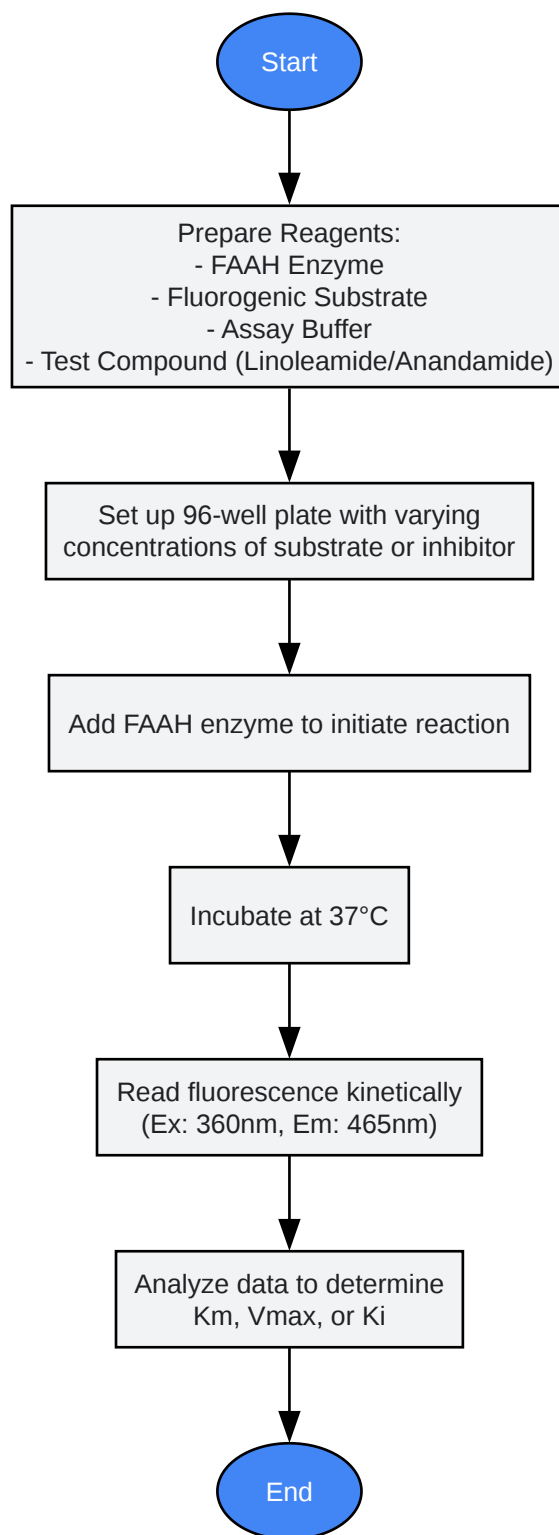 Start
Prepare Reagents:
- FAAH Enzyme
- Fluorogenic Substrate
- Assay Buffer
- Test Compound (Linoleamide/Anandamide)
Set up 96-well plate with varying
concentrations of substrate or inhibitor
Add FAAH enzyme to initiate reaction
Incubate at 37°C
Read fluorescence kinetically
(Ex: 360nm, Em: 465nm)
Analyze data to determine
Km, Vmax, or Ki
End